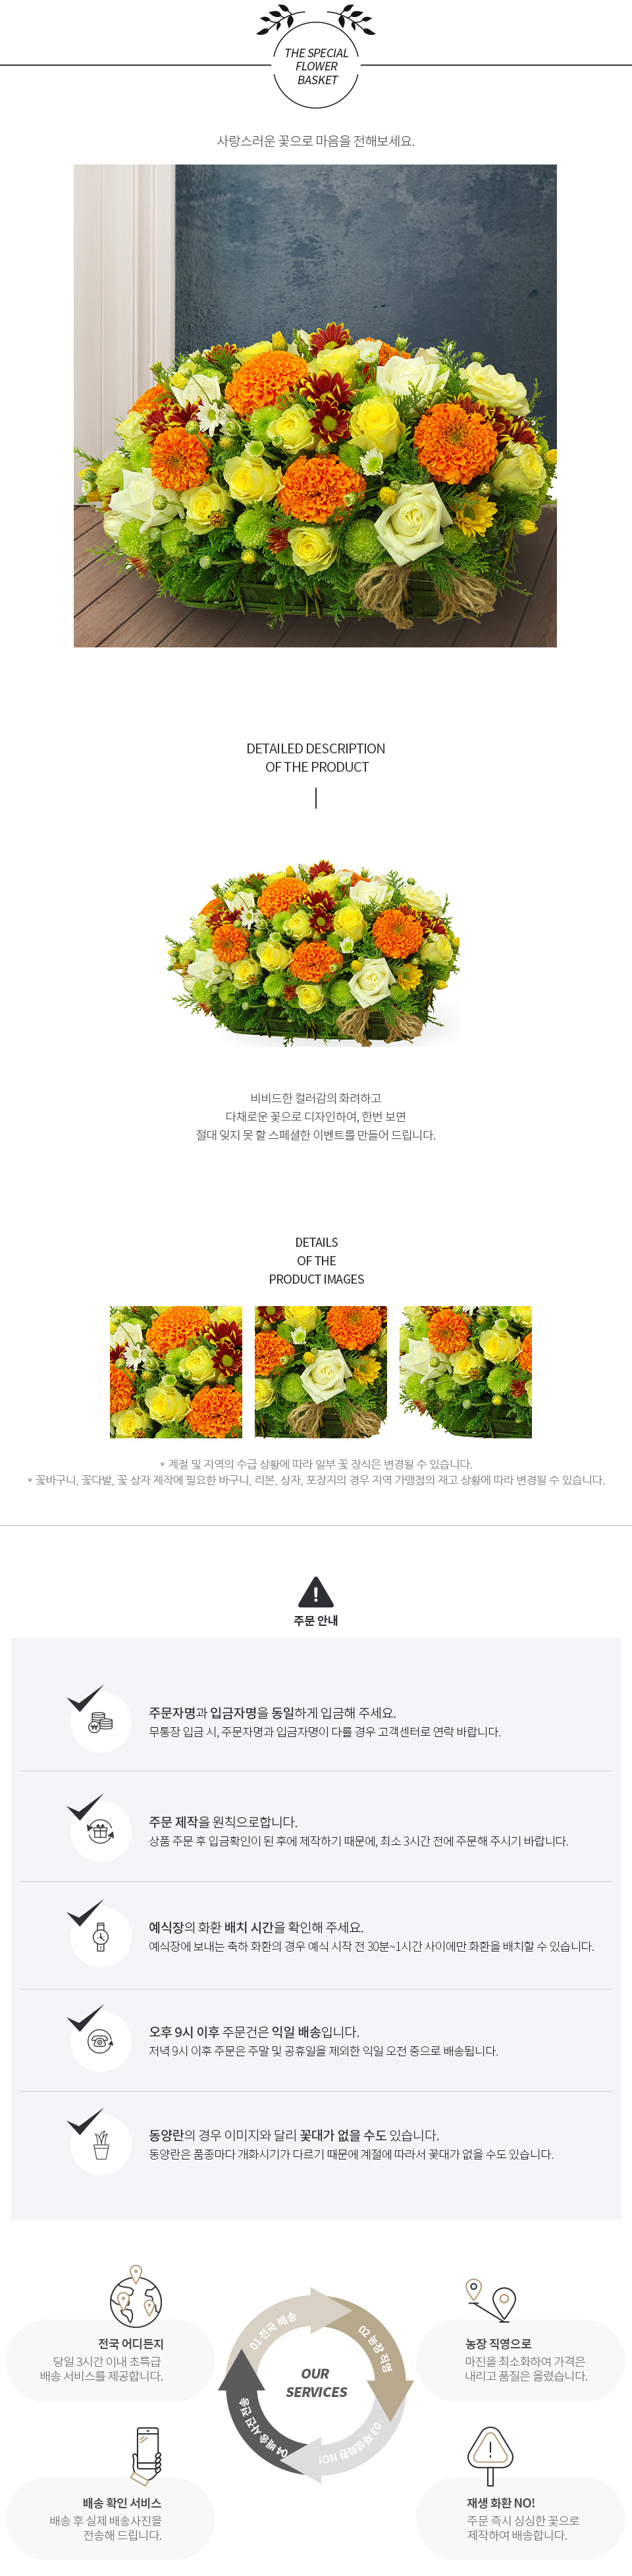 THE SPECIAL
FLOWER
BASKET
사랑스러운 꽃으로 마음을 전해보세요.
DETAILED DESCRIPTION
OF THE PRODUCT
비비드한 컬러감의 화려하고
다채로운 꽃으로 디자인하여, 한번 보면
절대 잊지 못 할 스페셜한 이벤트를 만들어 드립니다.
DETAILS
OF THE
PRODUCT IMAGES
* 계절 및 지역의 수급 상황에 따라 일부 꽃 장식은 변경될 수 있습니다.
* 꽃바구니, 꽃다발, 꽃 상자 제작에 필요한 바구니, 리본, 상자, 포장지의 경우 지역 가맹점의 재고 상황에 따라 변경될 수 있습니다.
주문 안내
주문자명과 입금자명을 동일하게 입금해 주세요.
무통장 입금 시, 주문자명과 입금자명이 다를 경우 고객센터로 연락 바랍니다.
주문 제작을 원칙으로합니다.
상품 주문 후 입금확인이 된 후에 제작하기 때문에, 최소 3시간 전에 주문해 주시기 바랍니다.
예식장의 화환 배치 시간을 확인해 주세요.
예식장에 보내는 축하 화환의 경우 예식 시작 전 30분~1시간 사이에만 화환을 배치할 수 있습니다.
오후 9시 이후 주문건은 익일 배송입니다.
저녁 9시 이후 주문은 주말 및 공휴일을 제외한 익일 오전 중으로 배송됩니다.
동양란의 경우 이미지와 달리 꽃대가 없을 수도 있습니다.
동양란은 품종마다 개화시기가 다르기 때문에 계절에 따라서 꽃대가 없을 수도 있습니다.
전국 어디든지
당일 3시간 이내 초특급
배송 서비스를 제공합니다.
01 전국 배송
02 농장 직영
OUR
SERVICES
03 재생화환 NO!
04 배송 사진 전송
농장 직영으로
마진을 최소화하여 가격은
내리고 품질은 올렸습니다.
배송 확인 서비스
배송 후 실제 배송사진을
전송해 드립니다.
재생 화환 NO!
주문 즉시 싱싱한 꽃으로
제작하여 배송합니다.